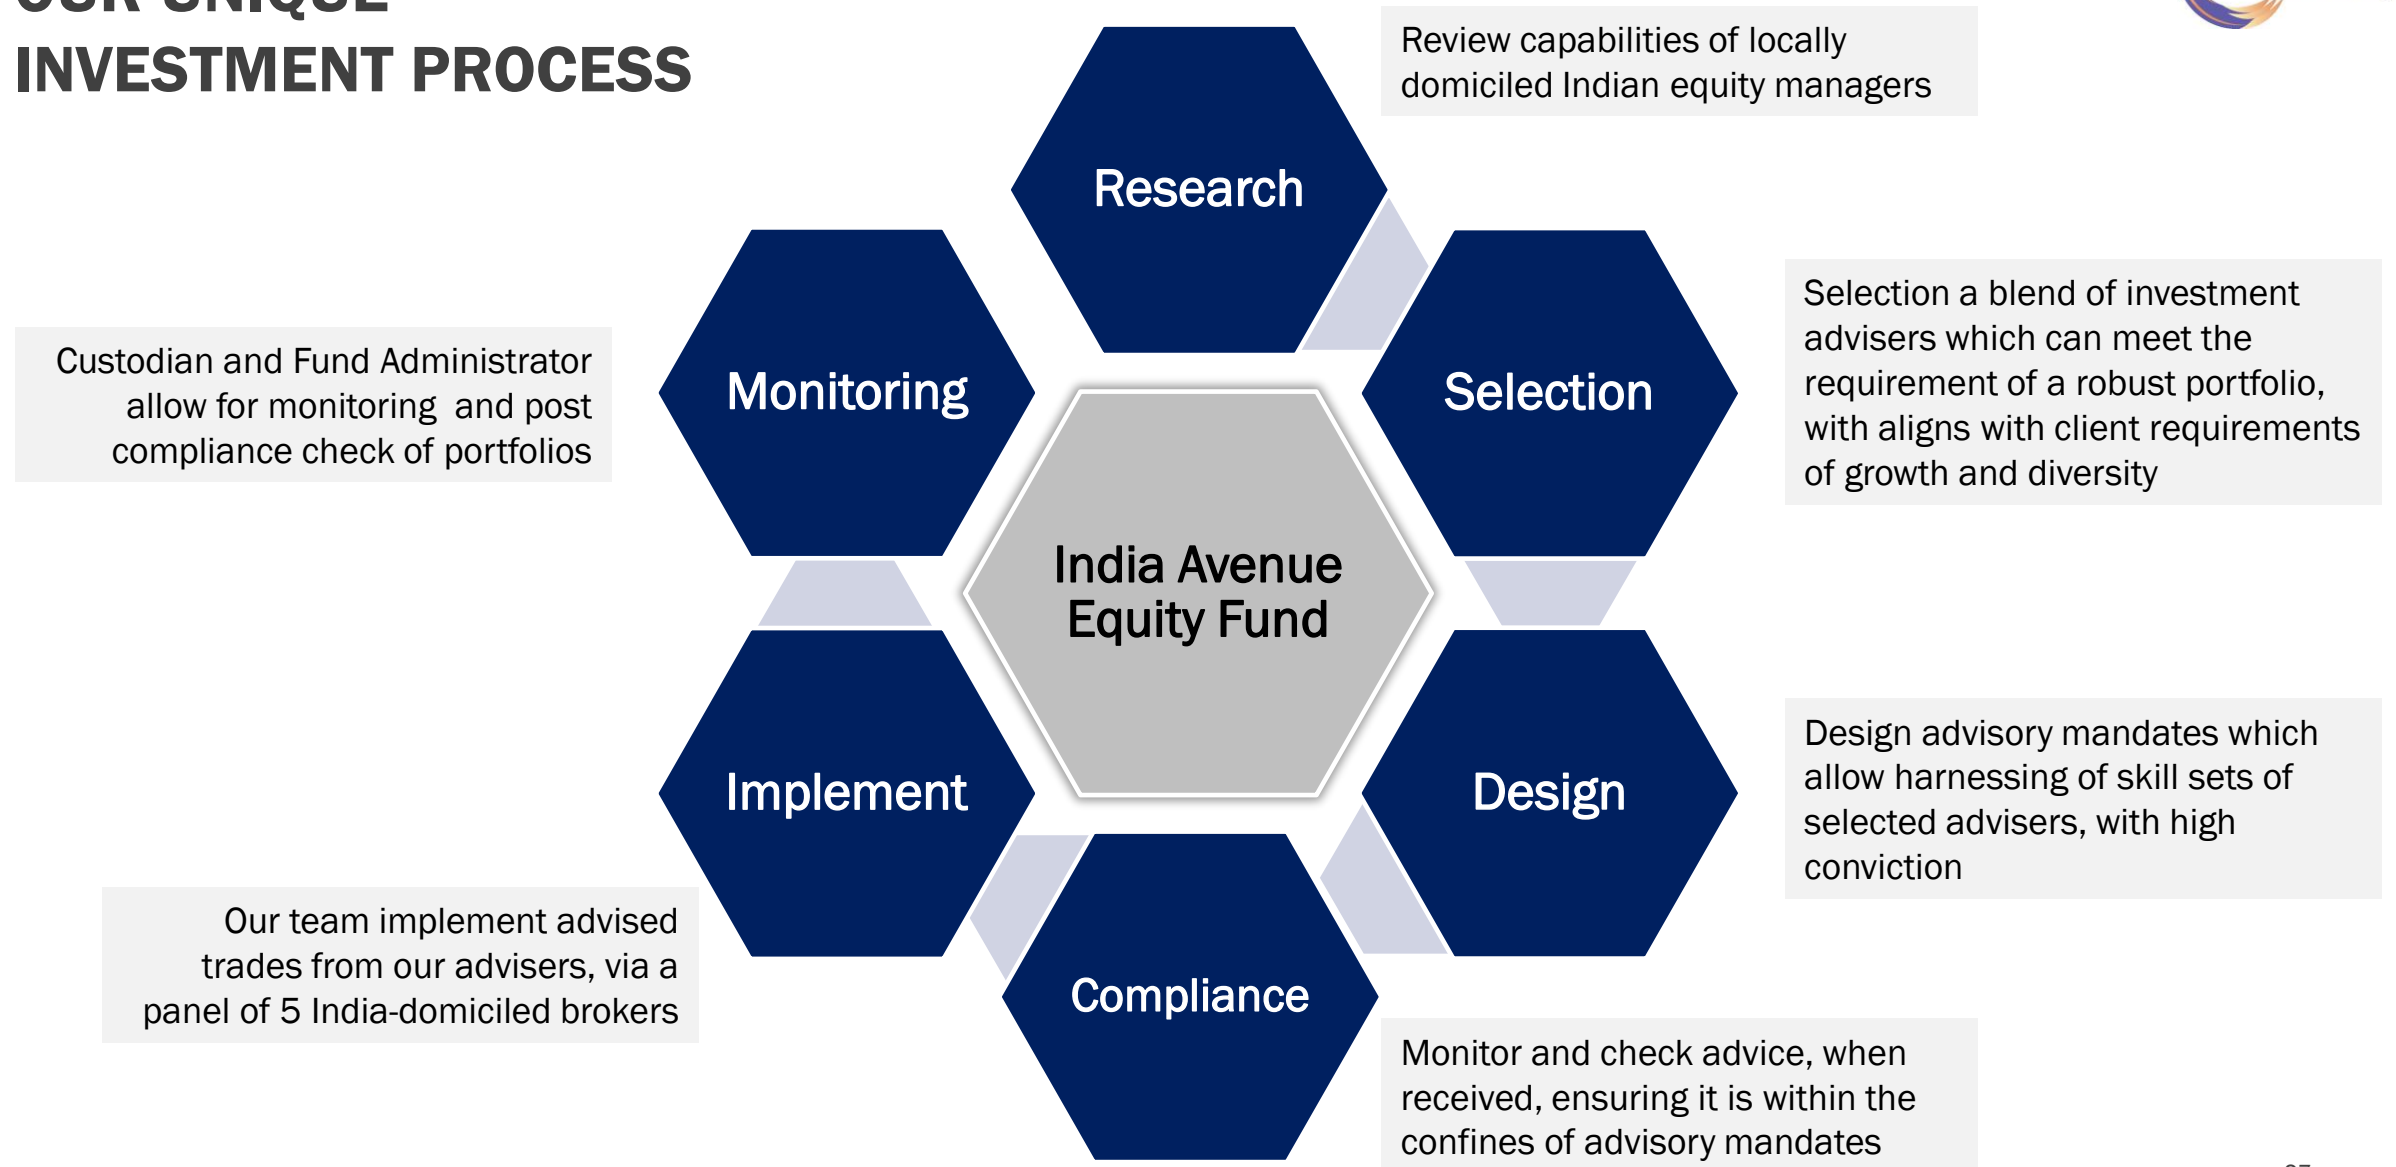 OUR UNIQUE
INVESTMENT PROCESS
Review capabilities of locally
domiciled Indian equity managers
Research
Selection
Selection a blend of investment
advisers which can meet the
requirement of a robust portfolio,
with aligns with client requirements
of growth and diversity
Monitoring
Custodian and Fund Administrator
allow for monitoring  and post
compliance check of portfolios
India Avenue
Equity Fund
Design
Design advisory mandates which
allow harnessing of skill sets of
selected advisers, with high
conviction
Implement
Our team implement advised
trades from our advisers, via a
panel of 5 India-domiciled brokers
Compliance
Monitor and check advice, when
received, ensuring it is within the
confines of advisory mandates